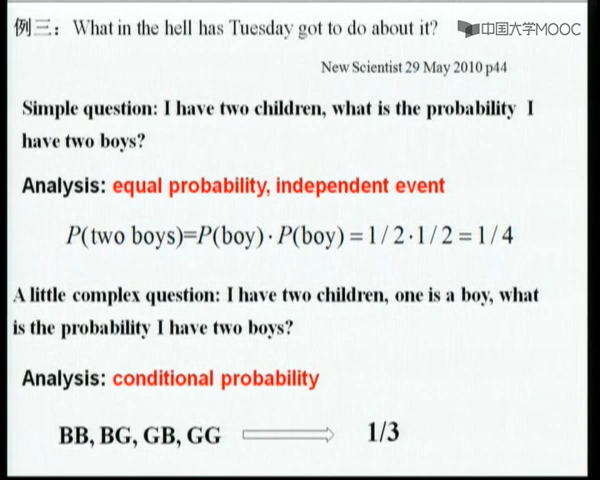 例三：What in the hell has Tuesday got to do about it?
中国大学MOOC
New Scientist 29 May 2010 p44
Simple question: I have two children, what is the probability I
have two boys?
Analysis: equal probability, independent event
P(two boys)=P(boy)·P(boy)=1/2·1/2=1/4
A little complex question: I have two children, one is a boy, what
is the probability I have two boys?
Analysis: conditional probability
BB, BG, GB, GG 1/3